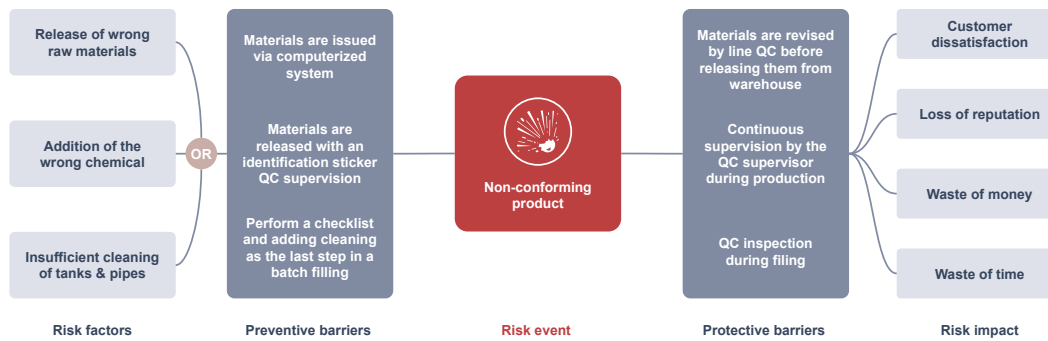 Release of wrong
raw materials
Addition of the
wrong chemical
Insufficient cleaning
of tanks & pipes
OR
Materials are issued
via computerized
system
Materials are
released with an
identification sticker
QC supervision
Perform a checklist
and adding cleaning
as the last step in a
batch filling
Non-conforming
product
Materials are revised
by line QC before
releasing them from
warehouse
Continuous
supervision by the
QC supervisor
during production
QC inspection
during filing
Customer
dissatisfaction
Loss of reputation
Waste of money
Waste of time
Risk factors
Preventive barriers
Risk event
Protective barriers
Risk impact